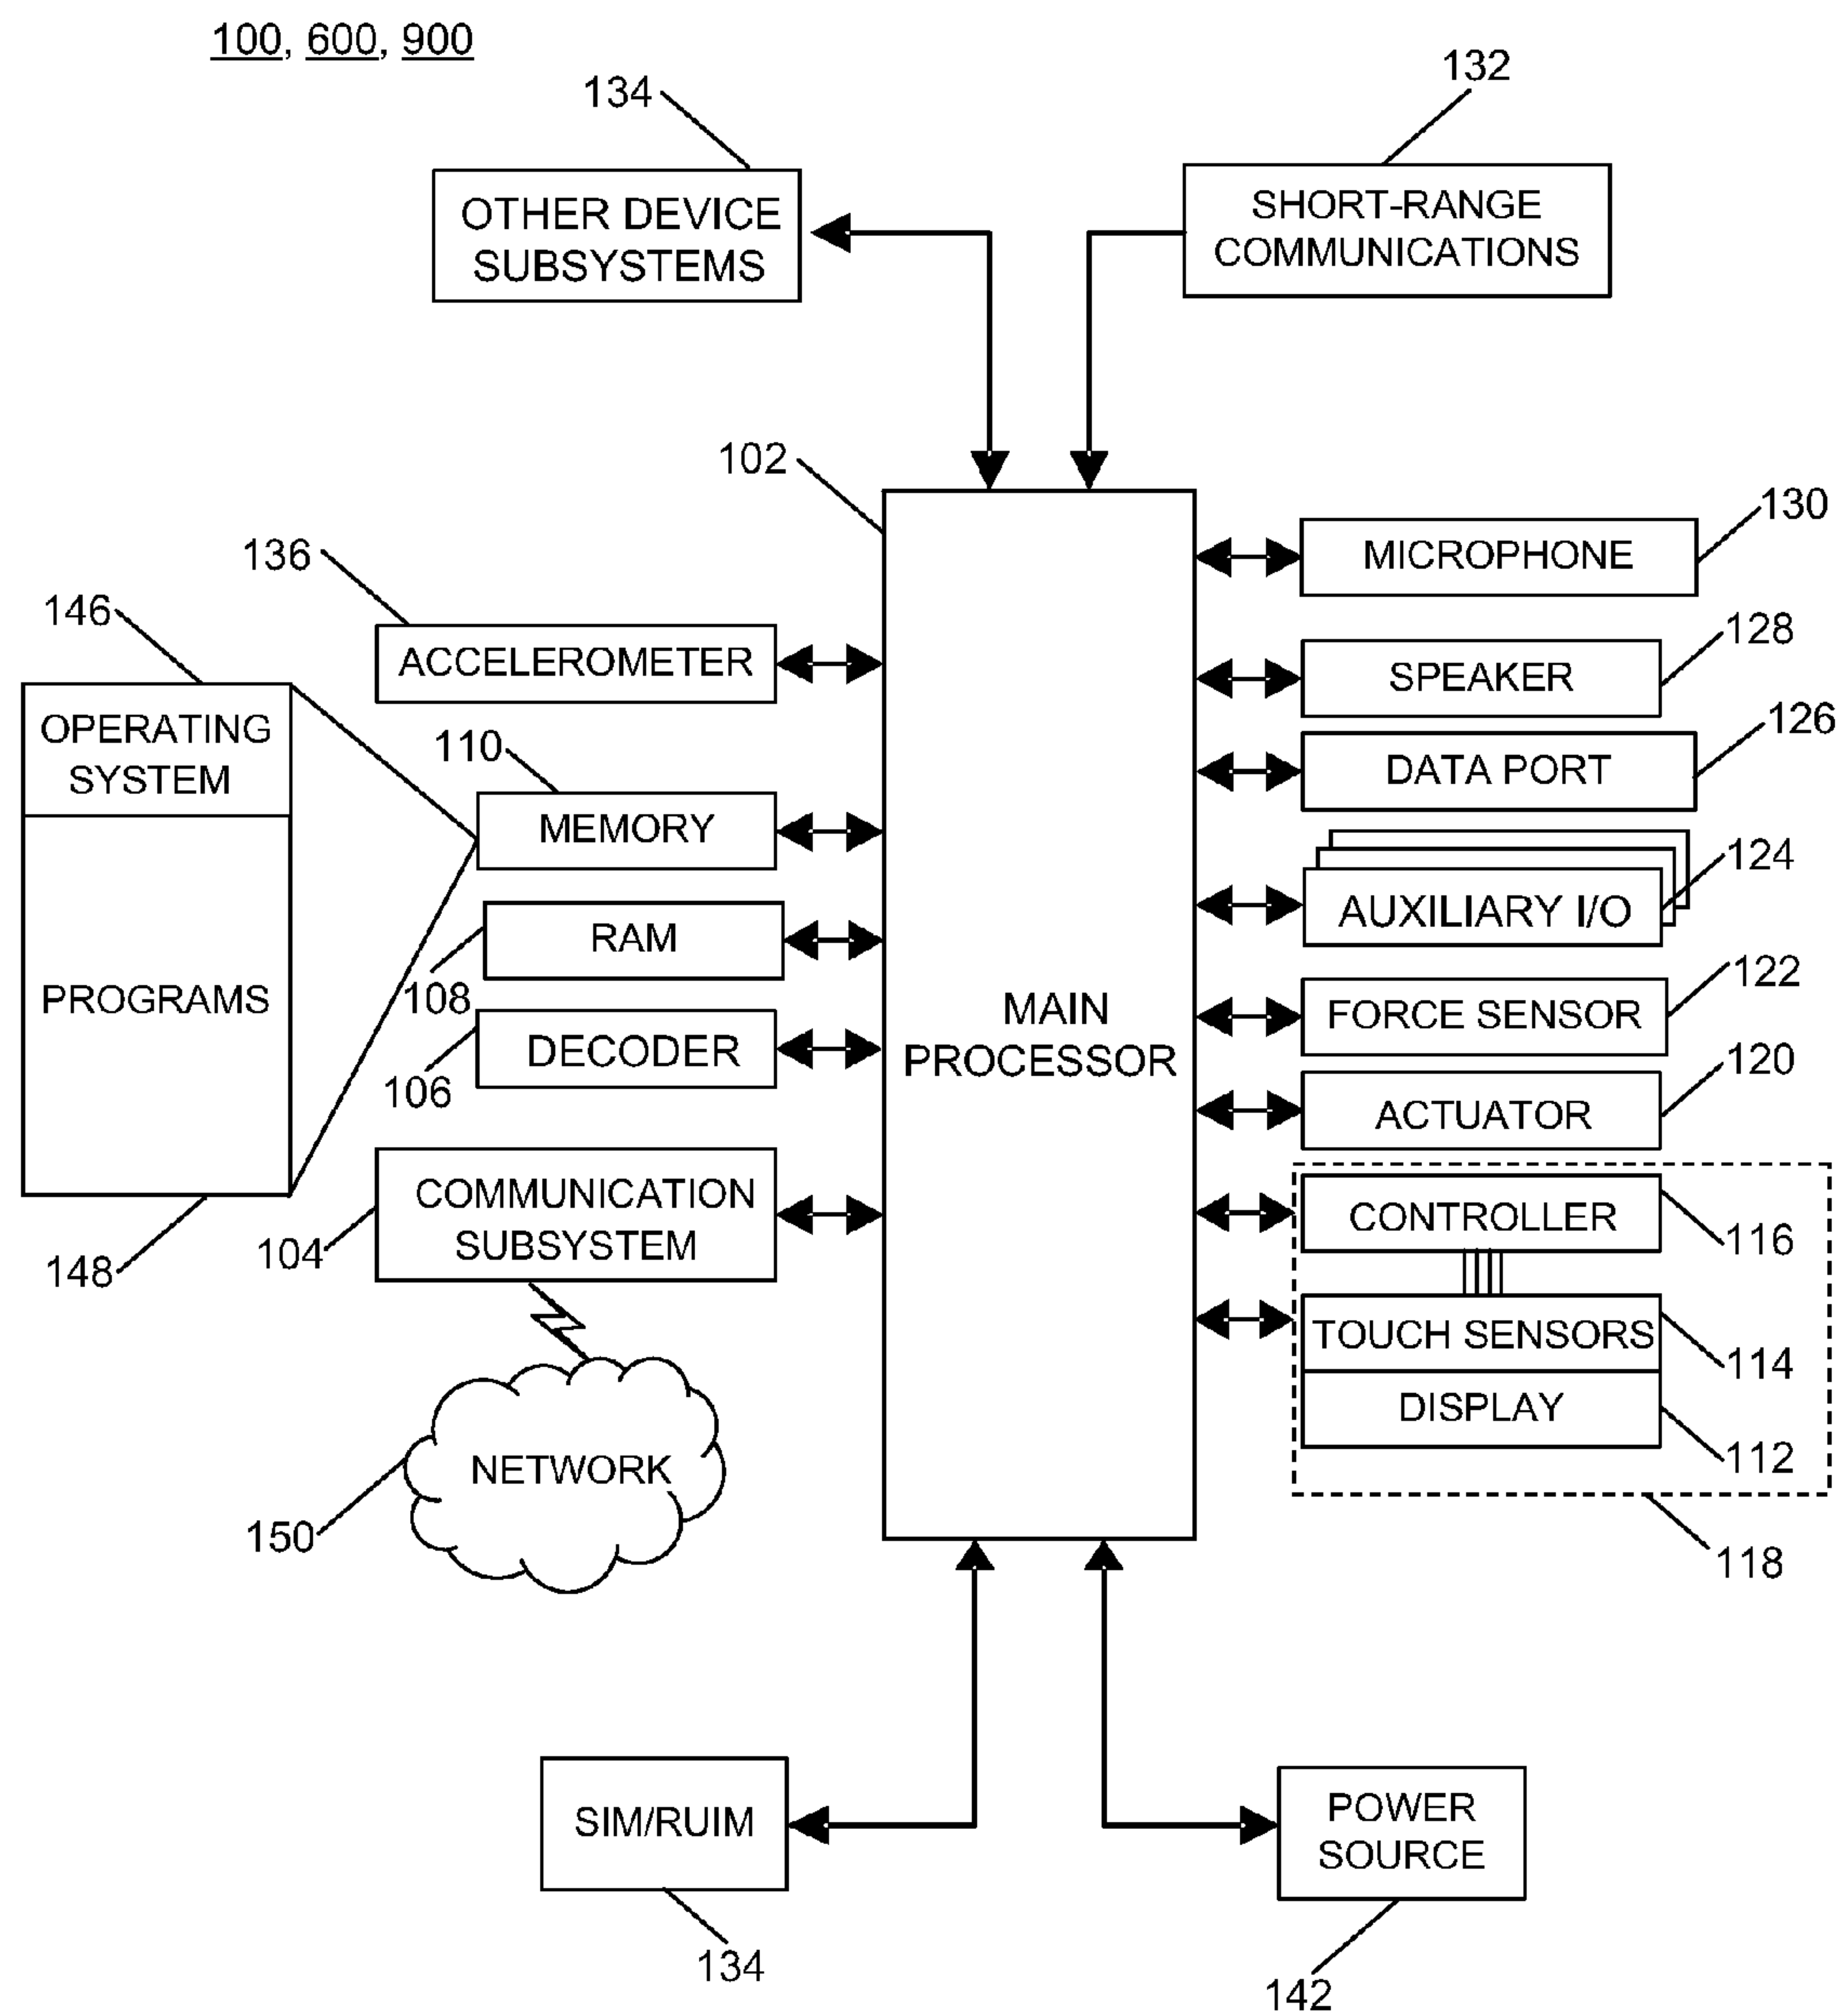 100, 600, 900
134
132
OTHER DEVICE
SUBSYSTEMS
SHORT-RANGE
COMMUNICATIONS
102
136
ACCELEROMETER
146
OPERATING
SYSTEM
PROGRAMS
148
110
MEMORY
RAM
108
DECODER
106
COMMUNICATION
SUBSYSTEM
104
NETWORK
150
MAIN
PROCESSOR
130
MICROPHONE
128
SPEAKER
126
DATA PORT
124
AUXILIARY I/O
122
FORCE SENSOR
120
ACTUATOR
CONTROLLER
116
TOUCH SENSORS
114
DISPLAY
112
118
SIM/RUIM
134
POWER
SOURCE
142